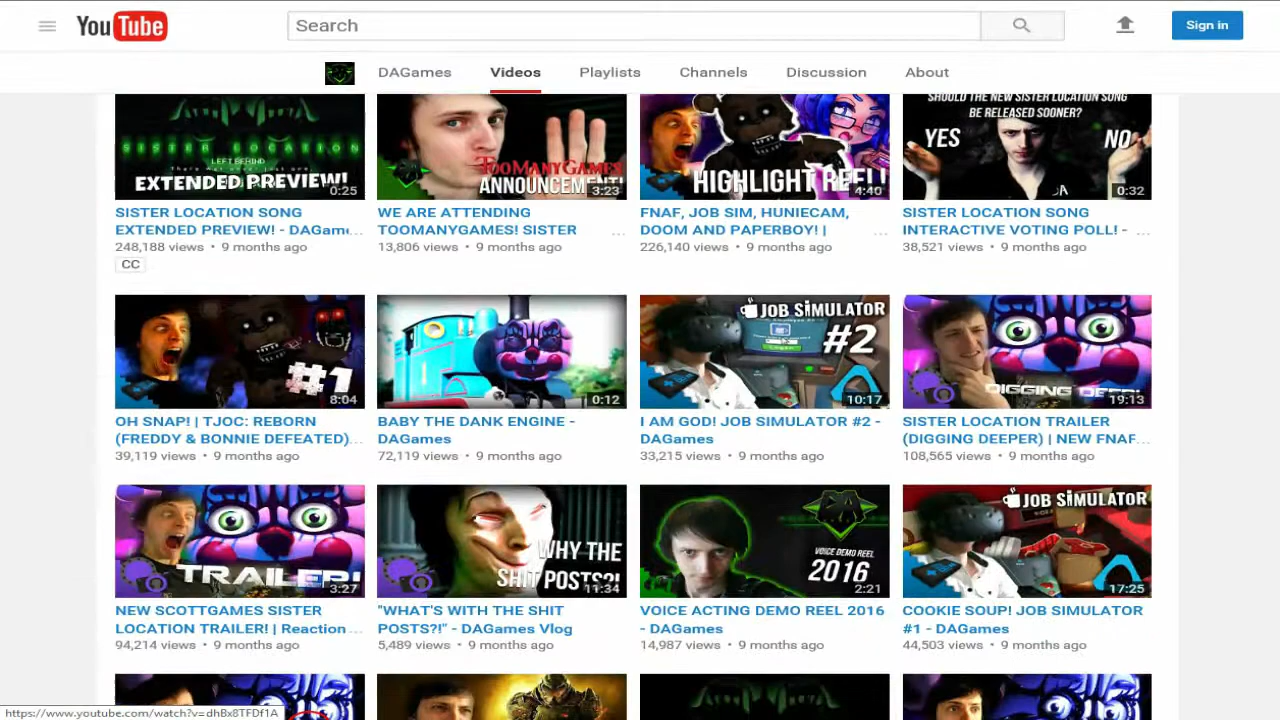 YouTube
Search
Sign in
DAGames
Videos
Playlists
Channels
Discussion
About
SISTER LOCATION
LEFT BEHIND
EXTENDED PREVIEW!
0:25
TOOMANYGAMES
ANNOUNCEMENT!
3:23
HIGHLIGHT REEL!
4:40
SHOULD THE NEW SISTER LOCATION SONG
BE RELEASED SOONER?
YES
NO
0:32
SISTER LOCATION SONG
EXTENDED PREVIEW! - DAGam...
248,188 views • 9 months ago
CC
WE ARE ATTENDING
TOOMANYGAMES! SISTER ...
13,806 views • 9 months ago
FNAF, JOB SIM, HUNIECAM,
DOOM AND PAPERBOY! | ...
226,140 views • 9 months ago
SISTER LOCATION SONG
INTERACTIVE VOTING POLL! - ...
38,521 views • 9 months ago
#1
8:04
0:12
JOB SIMULATOR
#2
10:17
DIGGING DEEP!
19:13
OH SNAP! | TJOC: REBORN
(FREDDY & BONNIE DEFEATED)...
39,119 views • 9 months ago
BABY THE DANK ENGINE -
DAGames
72,119 views • 9 months ago
I AM GOD! JOB SIMULATOR #2 -
DAGames
33,215 views • 9 months ago
SISTER LOCATION TRAILER
(DIGGING DEEPER) | NEW FNAF...
108,565 views • 9 months ago
TRAILER!
3:27
WHY THE
SHIT POSTS?!
11:34
VOICE DEMO REEL
2016
2:21
JOB SIMULATOR
17:25
NEW SCOTTGAMES SISTER
LOCATION TRAILER! | Reaction ...
94,214 views • 9 months ago
"WHAT'S WITH THE SHIT
POSTS?!" - DAGames Vlog
5,489 views • 9 months ago
VOICE ACTING DEMO REEL 2016
- DAGames
14,987 views • 9 months ago
COOKIE SOUP! JOB SIMULATOR
#1 - DAGames
44,503 views • 9 months ago
https://www.youtube.com/watch?v=dhBx8TFDf1A